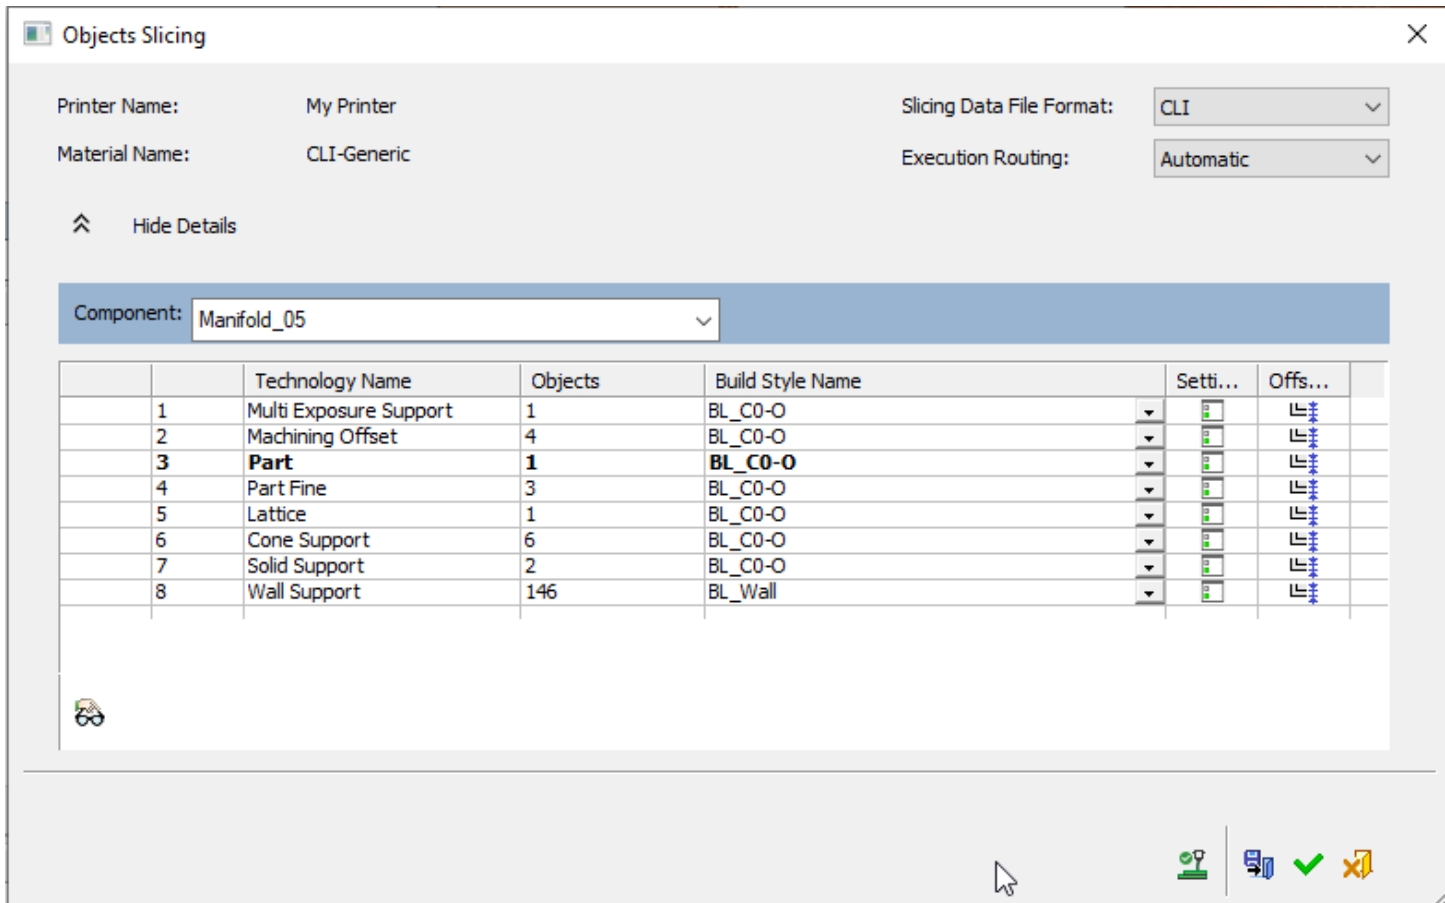 Objects Slicing
Printer Name: My Printer Slicing Data File Format: CLI
Material Name: CLI-Generic Execution Routing: Automatic
Hide Details
Component: Manifold_05
Technology Name Objects Build Style Name Setti... Offs...
1 Multi Exposure Support 1 BL_C0-O
2 Machining Offset 4 BL_C0-O
3 Part 1 BL_C0-O
4 Part Fine 3 BL_C0-O
5 Lattice 1 BL_C0-O
6 Cone Support 6 BL_C0-O
7 Solid Support 2 BL_C0-O
8 Wall Support 146 BL_Wall